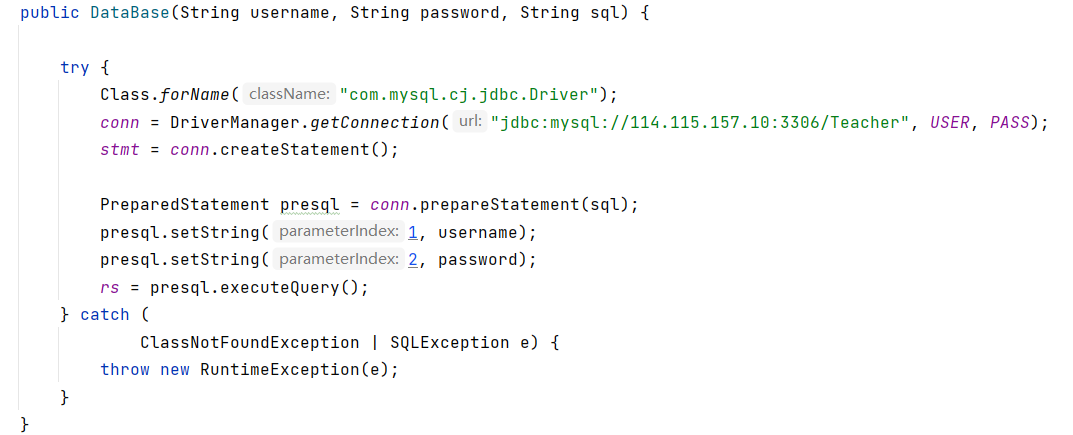 public DataBase(String username, String password, String sql) {
try {
Class.forName( className: "com.mysql.cj.jdbc.Driver");
conn = DriverManager.getConnection( url: "jdbc:mysql://114.115.157.10:3306/Teacher", USER, PASS);
stmt = conn.createStatement();
PreparedStatement presql = conn.prepareStatement(sql);
presql.setString( parameterIndex: 1, username);
presql.setString( parameterIndex: 2, password);
rs = presql.executeQuery();
} catch (
ClassNotFoundException | SQLException e) {
throw new RuntimeException(e);
}
}